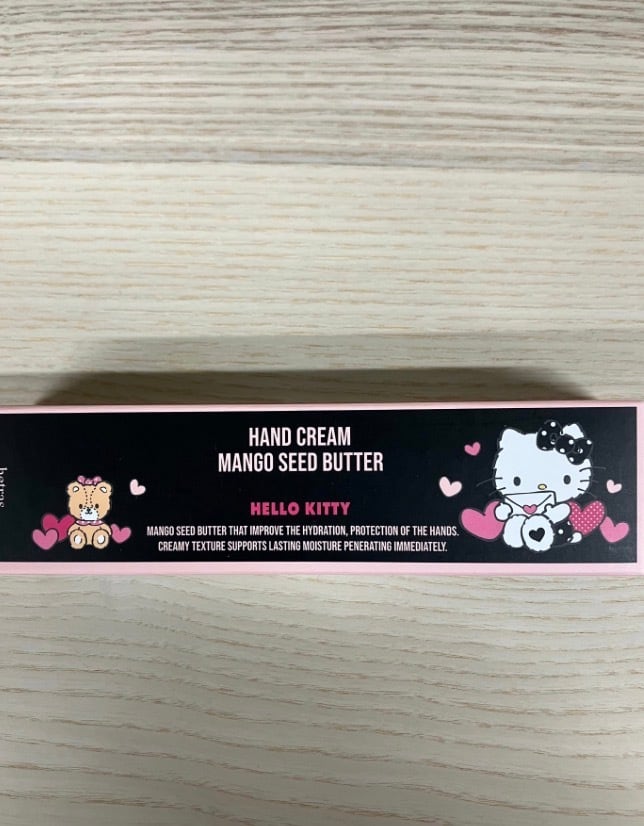 HAND CREAM
MANGO SEED BUTTER
HELLO KITTY
MANGO SEED BUTTER THAT IMPROVE THE HYDRATION, PROTECTION OF THE HANDS.
CREAMY TEXTURE SUPPORTS LASTING MOISTURE PENERATING IMMEDIATELY.